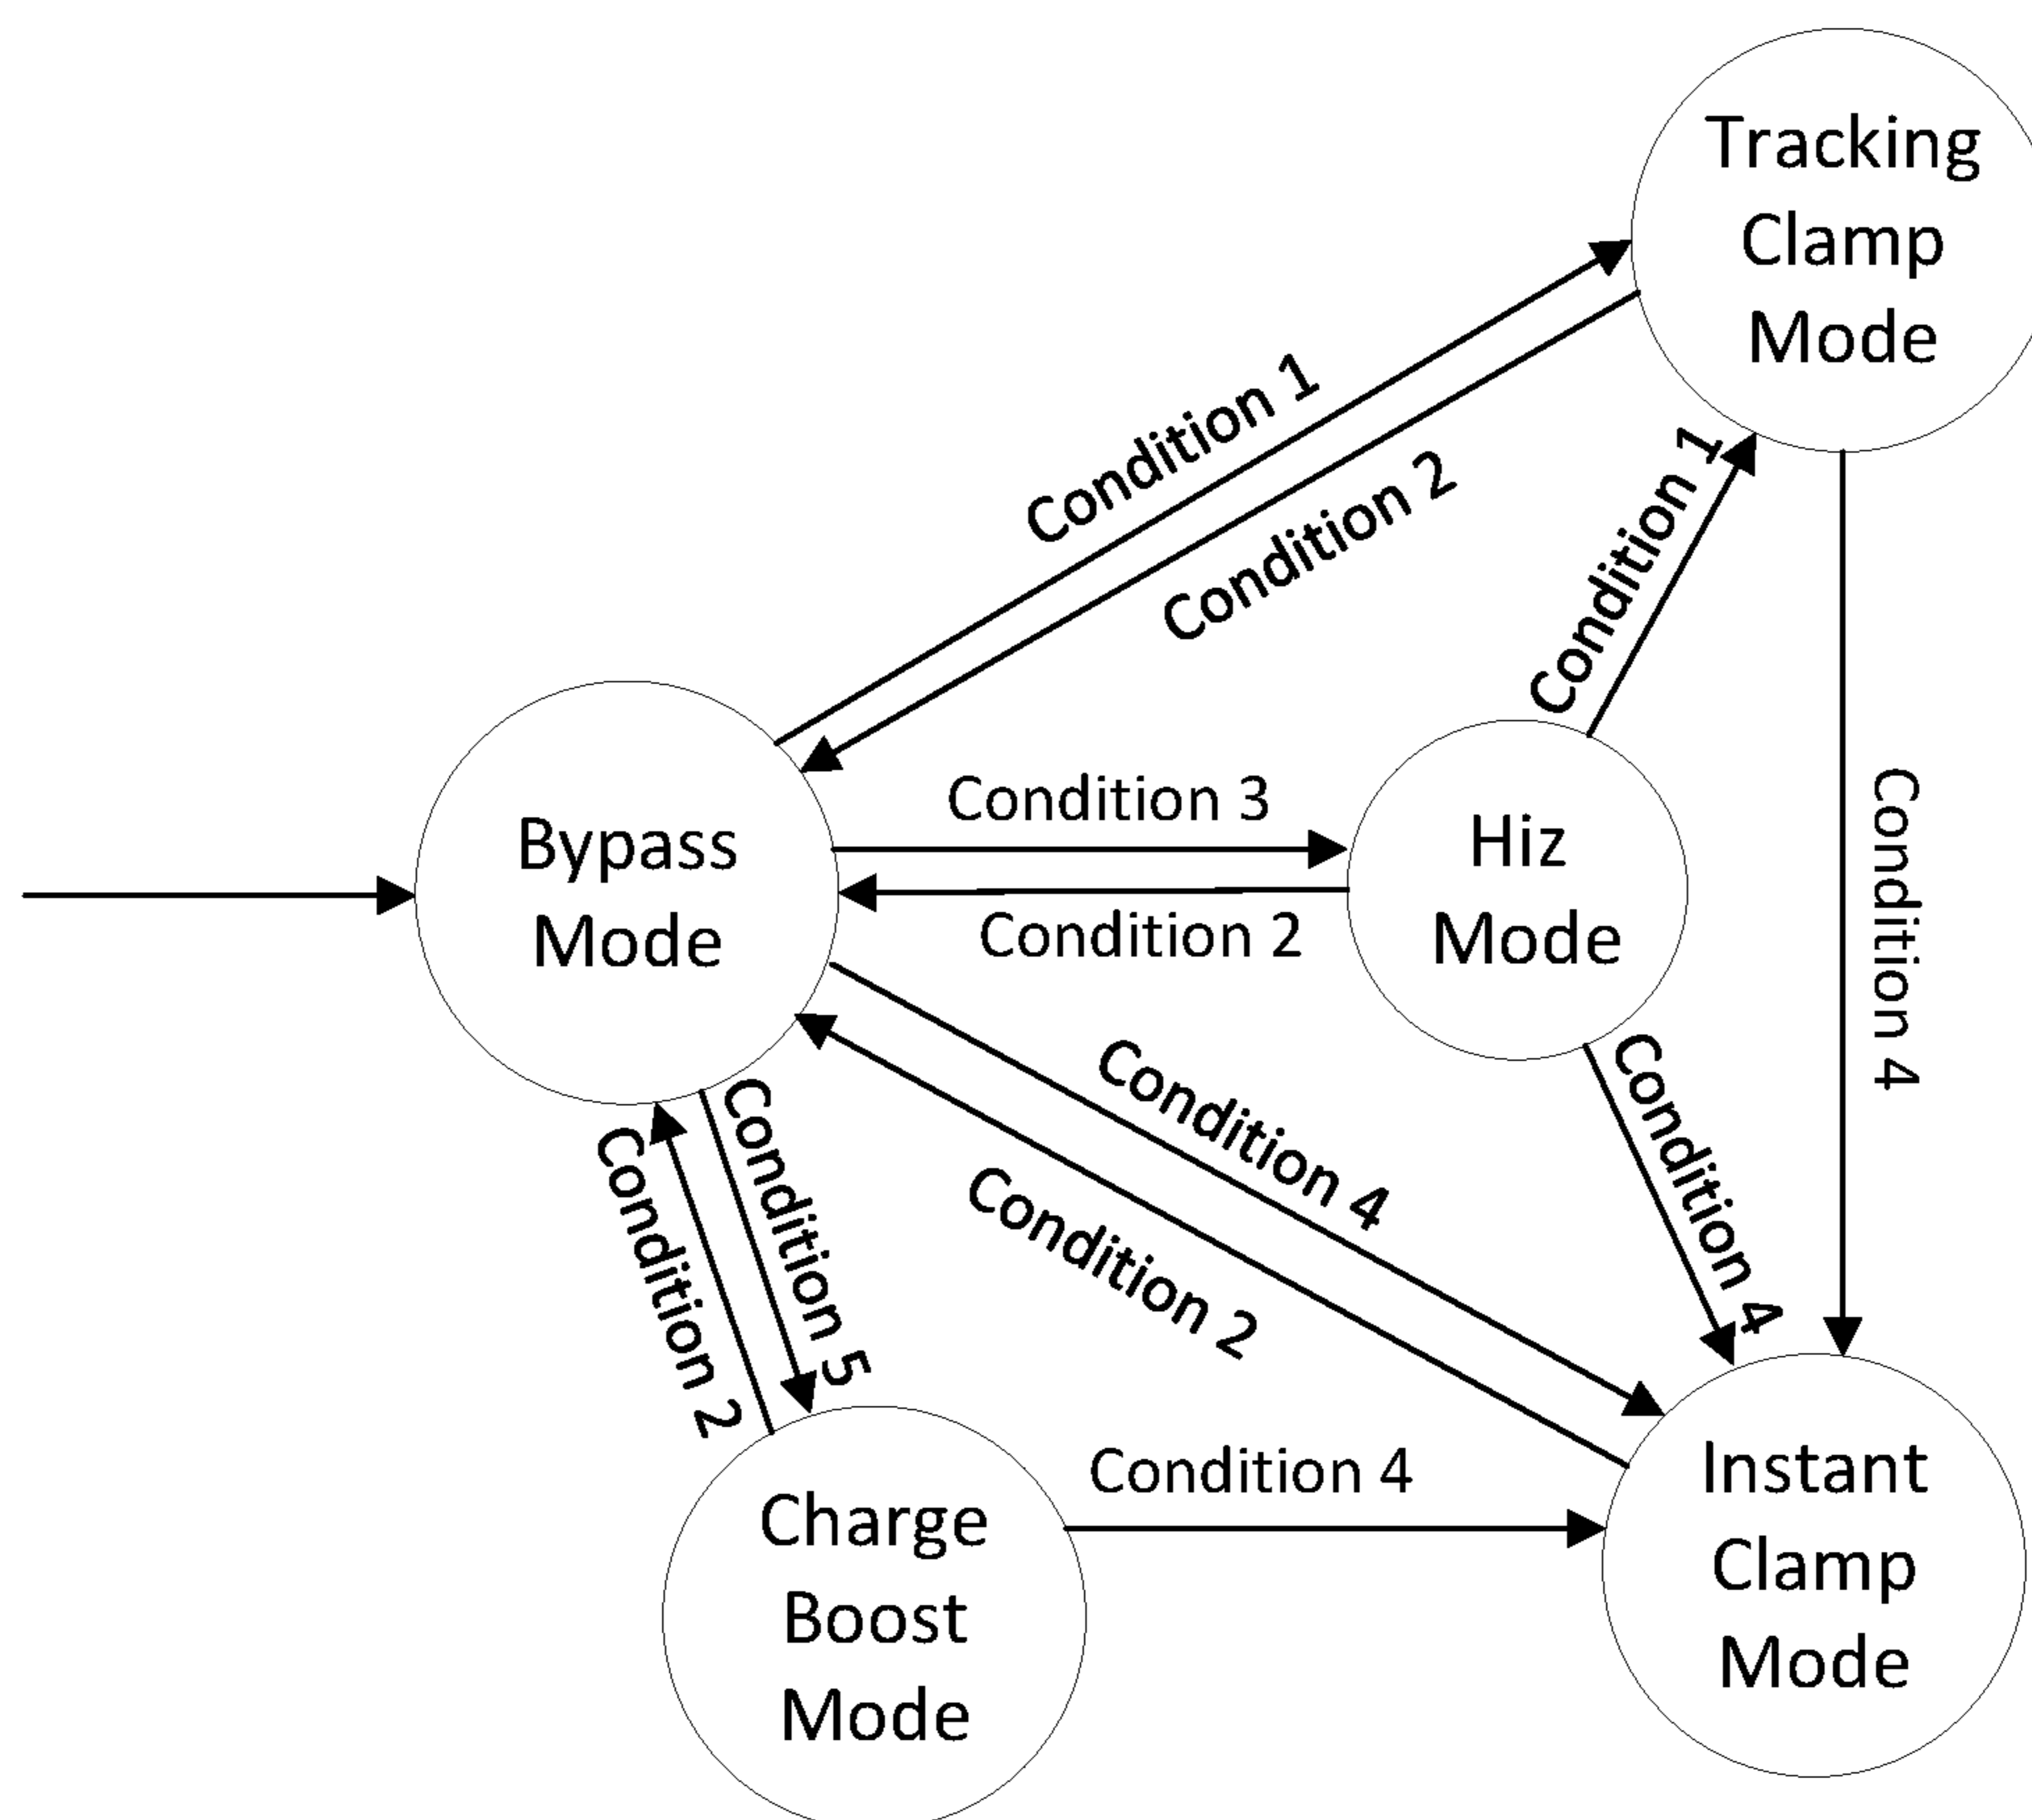 Tracking
Clamp
Mode
Condition 1
Condition 2
Condition 1
Condition 3
Bypass
Mode
Hiz
Mode
Condition 2
Condition 4
Condition 4
Condition 2
Condition 4
Condition 5
Condition 2
Condition 4
Charge
Boost
Mode
Instant
Clamp
Mode